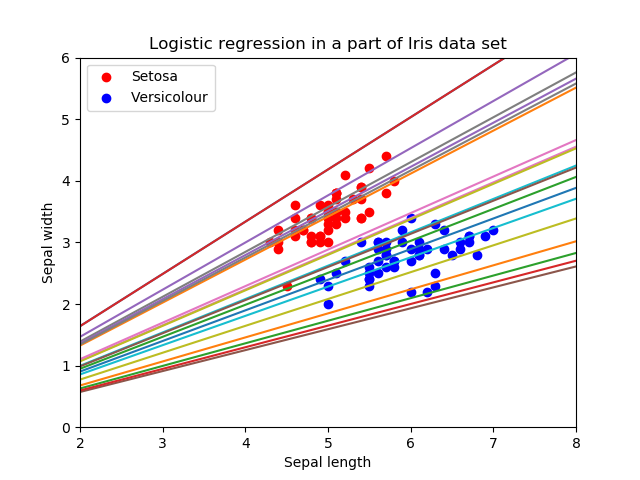 Logistic regression in a part of Iris data set
Setosa
Versicolour
Sepal width
6
5
4
3
2
1
0
2 3 4 5 6 7 8
Sepal length